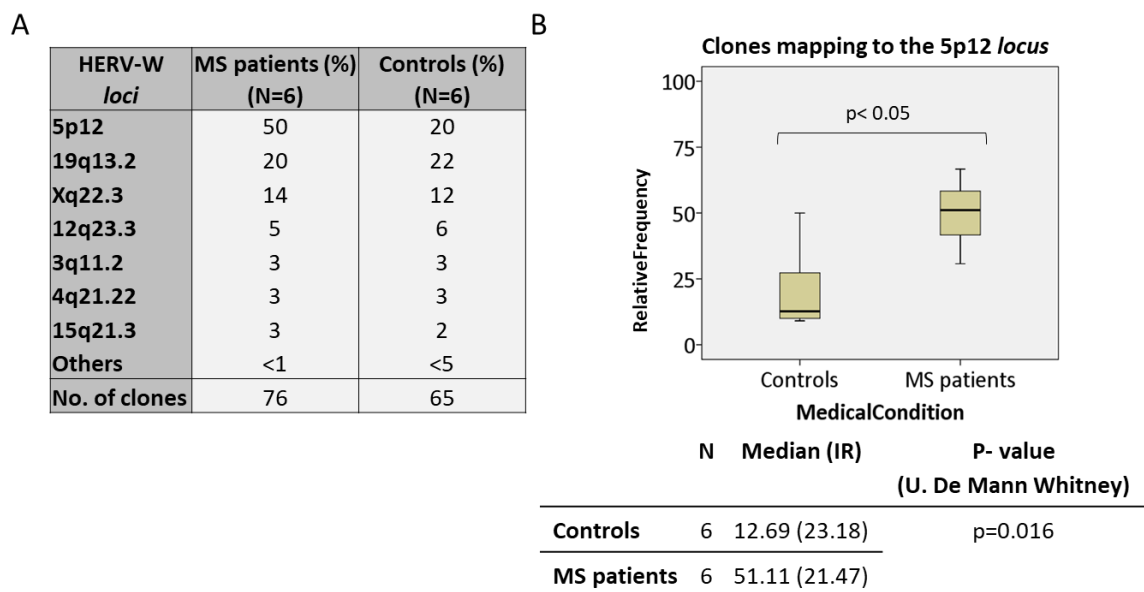 A
HERV-W MS patients (%) Controls (%)
loci (N=6) (N=6)
5p12 50 20
19q13.2 20 22
Xq22.3 14 12
12q23.3 5 6
3q11.2 3 3
4q21.22 3 3
15q21.3 3 2
Others <1 <5
No. of clones 76 65
B
Clones mapping to the 5p12 locus
100
75
50
25
0
RelativeFrequency
p< 0.05
Controls MS patients
MedicalCondition
N Median (IR) P- value
(U. De Mann Whitney)
Controls 6 12.69 (23.18) p=0.016
MS patients 6 51.11 (21.47)